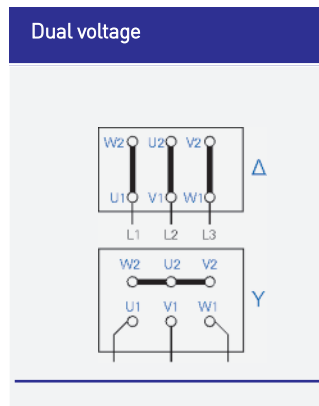 Dual voltage
W2 U2 V2
Δ
U1 V1 W1
L1 L2 L3
W2 U2 V2
Y
U1 V1 W1